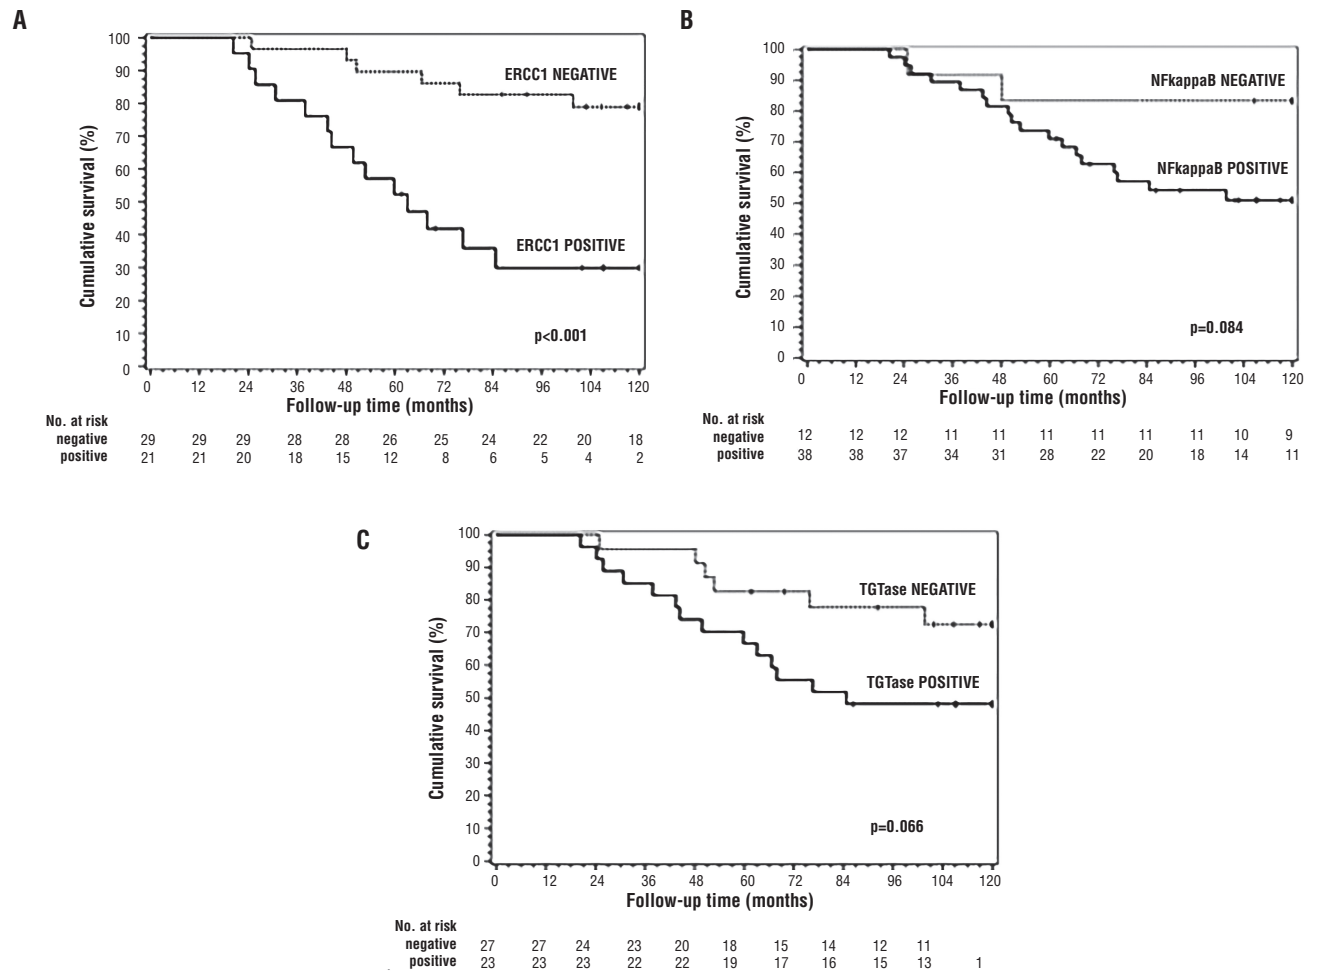 A
Cumulative survival (%)
100
90
80
70
60
50
40
30
20
10
0
ERCC1 NEGATIVE
ERCC1 POSITIVE
p<0.001
0 12 24 36 48 60 72 84 96 104 120
Follow-up time (months)
No. at risk
negative 29 29 29 28 28 26 25 24 22 20 18
positive 21 21 20 18 15 12 8 6 5 4 2
B
Cumulative survival (%)
100
90
80
70
60
50
40
30
20
10
0
NFkappaB NEGATIVE
NFkappaB POSITIVE
p=0.084
0 12 24 36 48 60 72 84 96 104 120
Follow-up time (months)
No. at risk
negative 12 12 12 11 11 11 11 11 11 10 9
positive 38 38 37 34 31 28 22 20 18 14 11
C
Cumulative survival (%)
100
90
80
70
60
50
40
30
20
10
0
TGTase NEGATIVE
TGTase POSITIVE
p=0.066
0 12 24 36 48 60 72 84 96 104 120
Follow-up time (months)
No. at risk
negative 27 27 24 23 20 18 15 14 12 11
positive 23 23 23 22 22 19 17 16 15 13 1